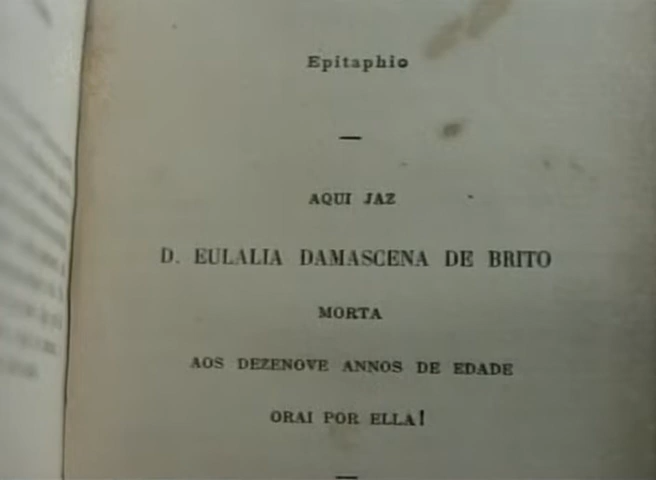 Epitaphio
AQUI JAZ
D. EULALIA DAMASCENA DE BRITO
MORTA
AOS DEZENOVE ANNOS DE EDADE
ORAI POR ELLA!